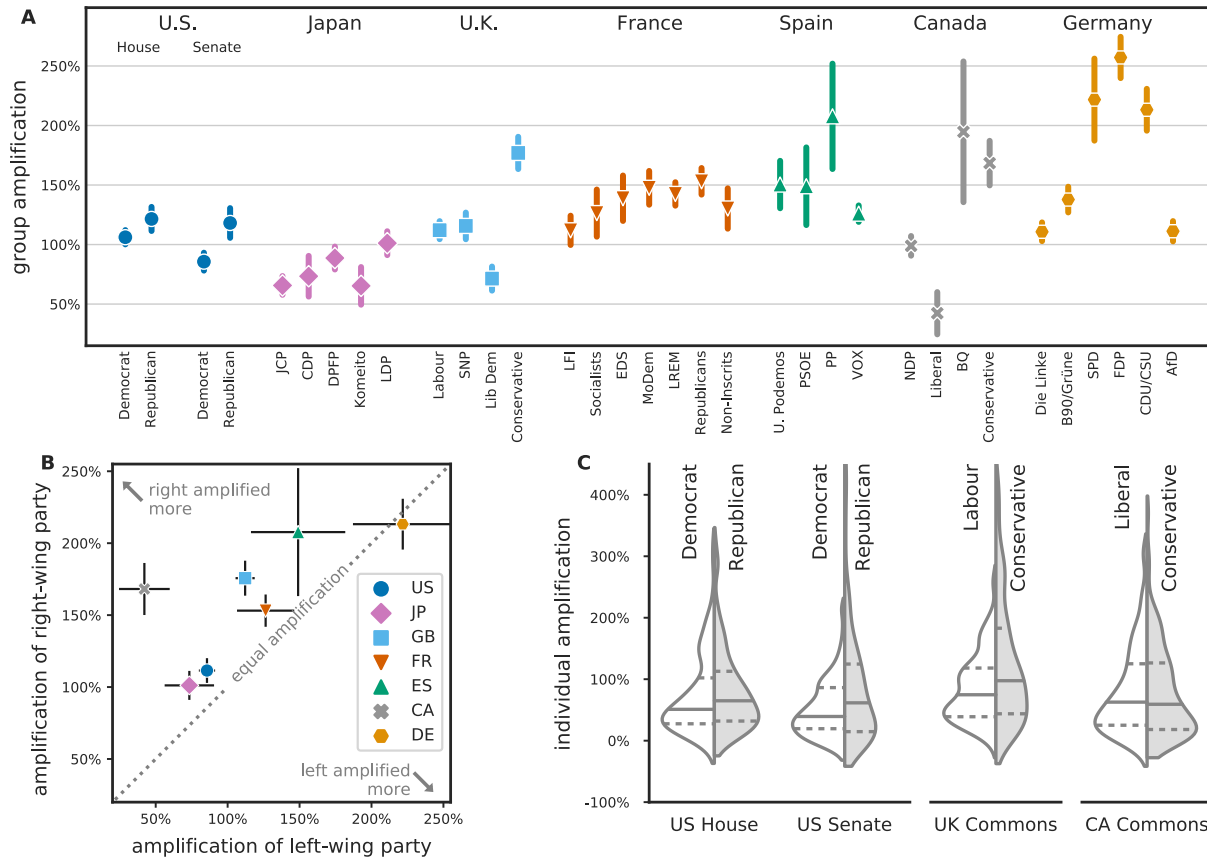 A
U.S.
Japan
U.K.
France
Spain
Canada
Germany
House
Senate
group amplification
250%
200%
150%
100%
50%
Democrat
Republican
Democrat
Republican
JCP
CDP
DPFP
Komeito
LDP
Labour
SNP
Lib Dem
Conservative
LFI
Socialists
EDS
MoDem
LREM
Republicans
Non-Inscrits
U. Podemos
PSOE
PP
VOX
NDP
Liberal
BQ
Conservative
Die Linke
B90/Grüne
SPD
FDP
CDU/CSU
AfD
B
amplification of right-wing party
250%
200%
150%
100%
50%
right amplified
more
equal amplification
US
JP
GB
FR
ES
CA
DE
left amplified
more
50%
100%
150%
200%
250%
amplification of left-wing party
C
individual amplification
400%
300%
200%
100%
0%
-100%
Democrat
Republican
Democrat
Republican
Labour
Conservative
Liberal
Conservative
US House
US Senate
UK Commons
CA Commons